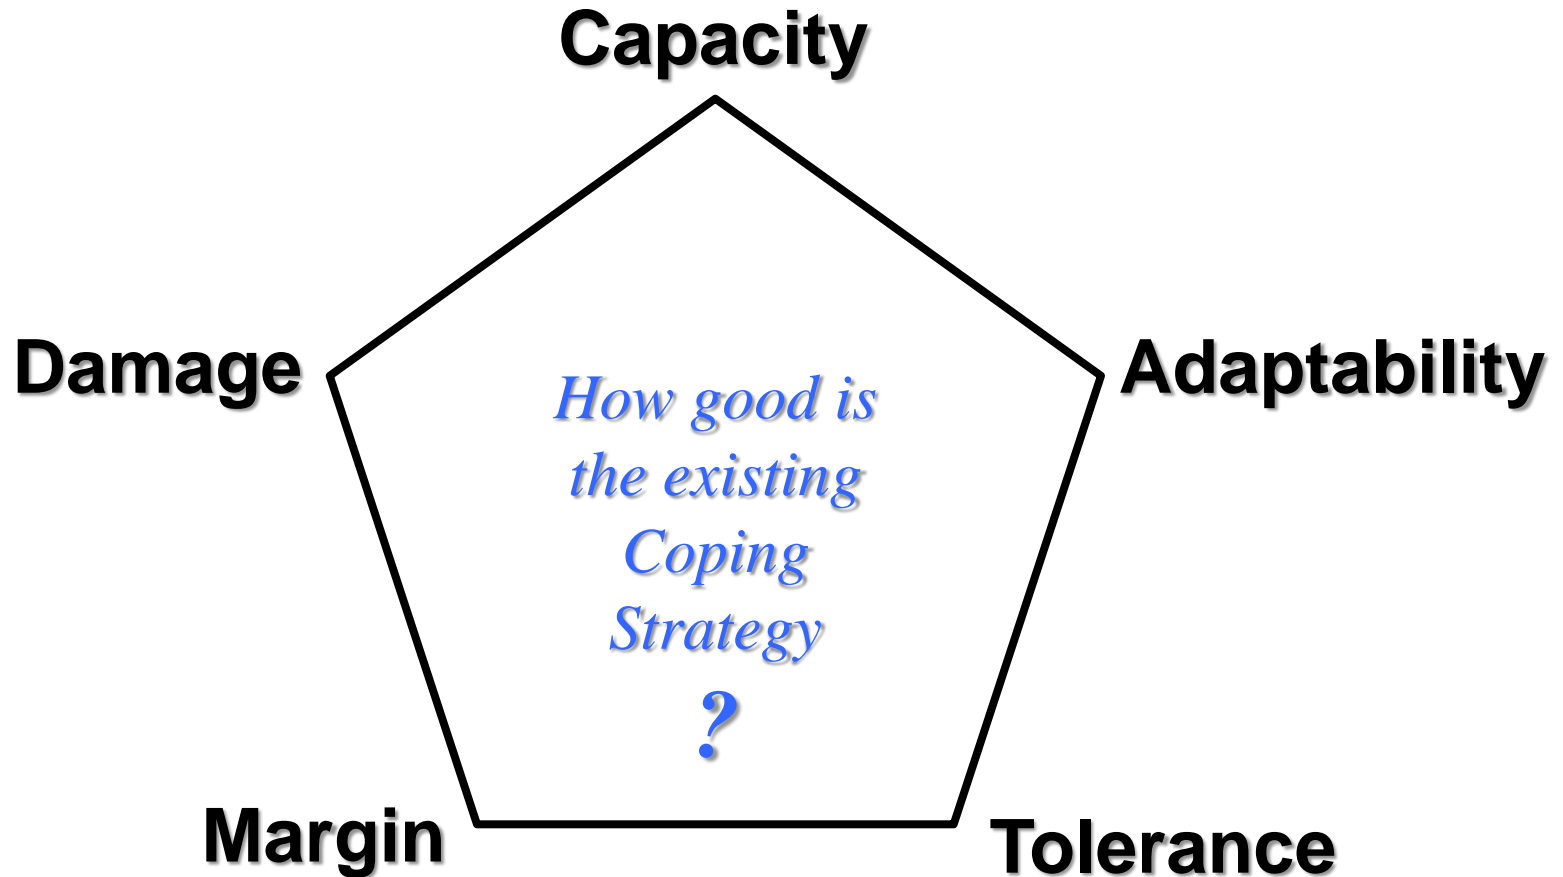 Capacity
Damage
Adaptability
How good is
the existing
Coping
Strategy
?
Margin
Tolerance